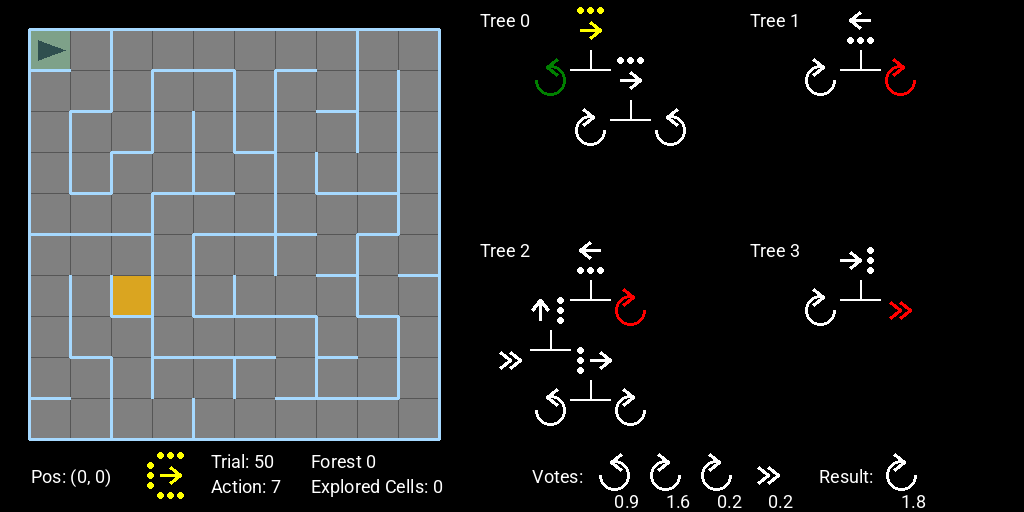 Tree 0
Tree 1
Tree 2
Tree 3
Pos: (0, 0)
Trial: 50
Forest 0
Action: 7
Explored Cells: 0
Votes:
0.9
1.6
0.2
0.2
Result:
1.8